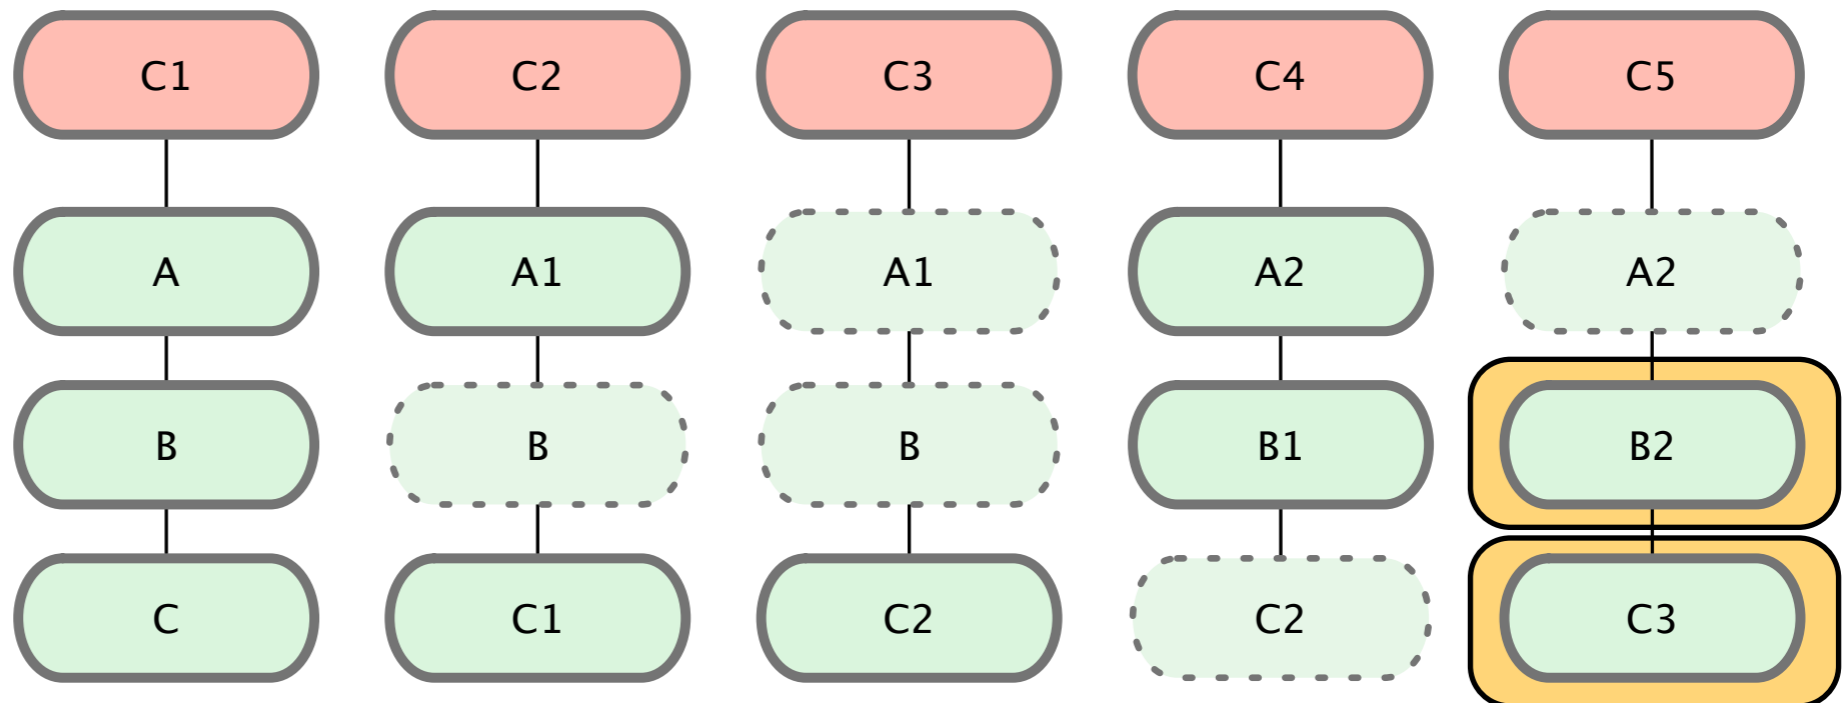 C1 C2 C3 C4 C5
A A1 A1 A2 A2
B B B B1 B2
C C1 C2 C2 C3